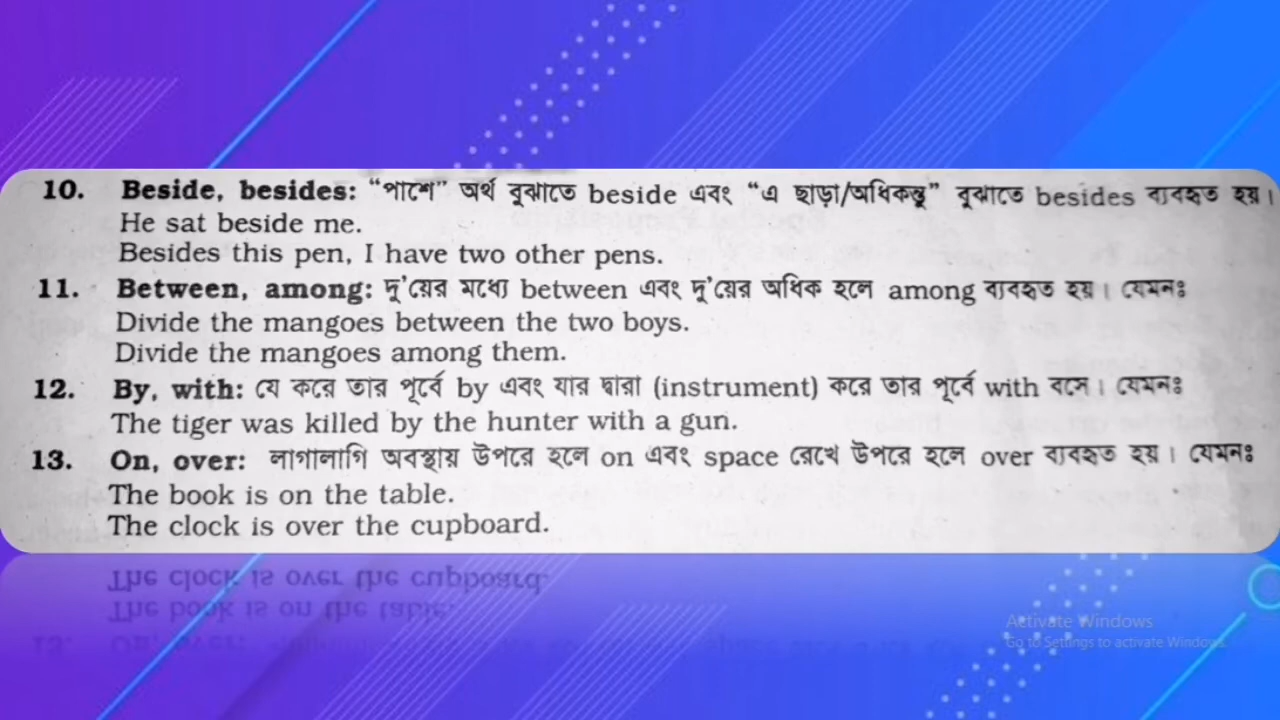 10. Beside, besides: “পাশে” অর্থ বুঝাতে beside এবং “এ ছাড়া/অধিকন্তু” বুঝাতে besides ব্যবহৃত হয়।
He sat beside me.
Besides this pen, I have two other pens.
11. Between, among: দু’য়ের মধ্যে between এবং দু’য়ের অধিক হলে among ব্যবহৃত হয়। যেমনঃ
Divide the mangoes between the two boys.
Divide the mangoes among them.
12. By, with: যে করে তার পূর্বে by এবং যার দ্বারা (instrument) করে তার পূর্বে with বসে। যেমনঃ
The tiger was killed by the hunter with a gun.
13. On, over: লাগালাগি অবস্থায় উপরে হলে on এবং space রেখে উপরে হলে over ব্যবহৃত হয়। যেমনঃ
The book is on the table.
The clock is over the cupboard.
Activate Windows
Go to Settings to activate Windows.